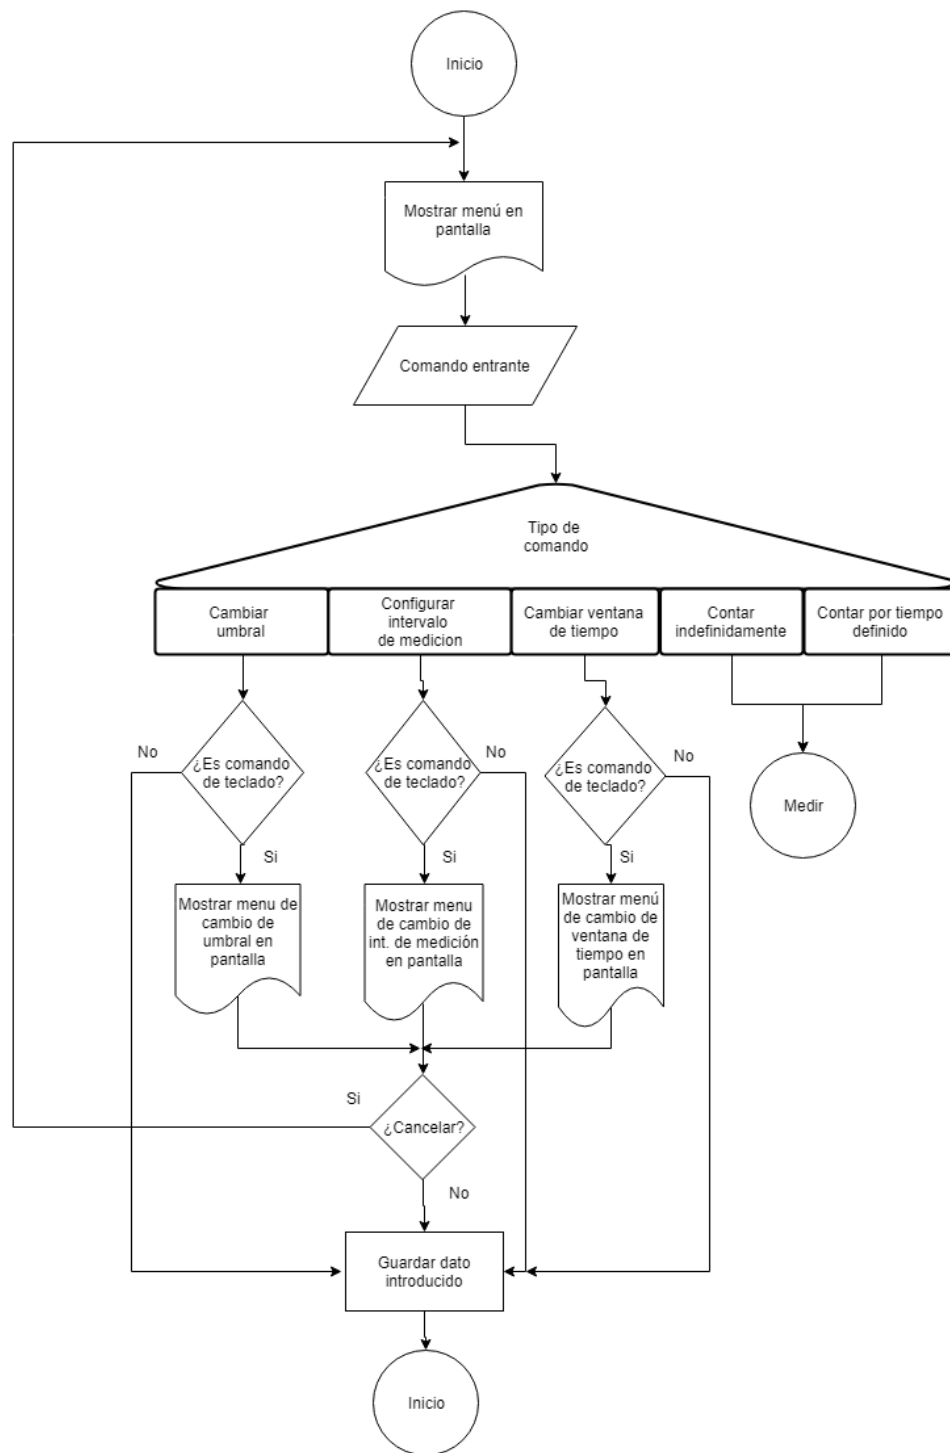 Inicio
Mostrar menú en
pantalla
Comando entrante
Tipo de
comando
Cambiar
umbral
Configurar
intervalo
de medicion
Cambiar ventana
de tiempo
Contar
indefinidamente
Contar por tiempo
definido
No
¿Es comando
de teclado?
Si
¿Es comando
de teclado?
No
Si
¿Es comando
de teclado?
No
Si
Medir
Mostrar menu de
cambio de
umbral en
pantalla
Mostrar menu
de cambio de
int. de medición
en pantalla
Mostrar menú
de cambio de
ventana de
tiempo en
pantalla
Si
¿Cancelar?
No
Guardar dato
introducido
Inicio